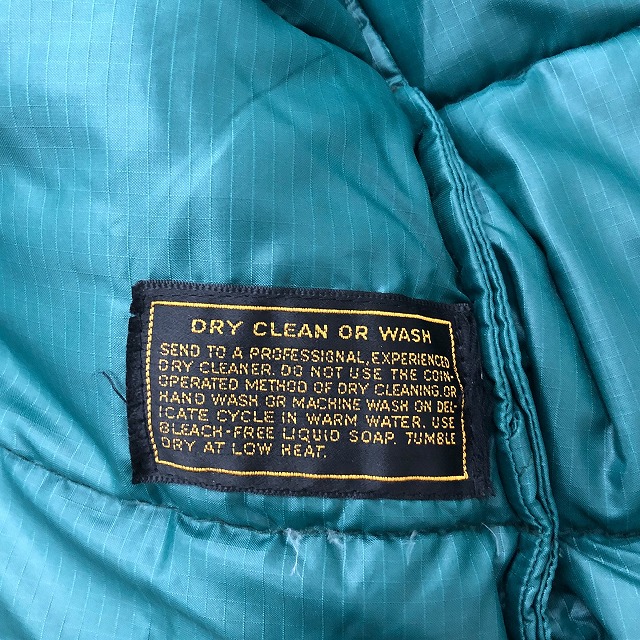 DRY CLEAN OR WASH
SEND TO A PROFESSIONAL, EXPERIENCED
DRY CLEANER. DO NOT USE THE COIN-
OPERATED METHOD OF DRY CLEANING. OR
HAND WASH OR MACHINE WASH ON DEL-
ICATE CYCLE IN WARM WATER. USE
BLEACH-FREE LIQUID SOAP. TUMBLE
DRY AT LOW HEAT.